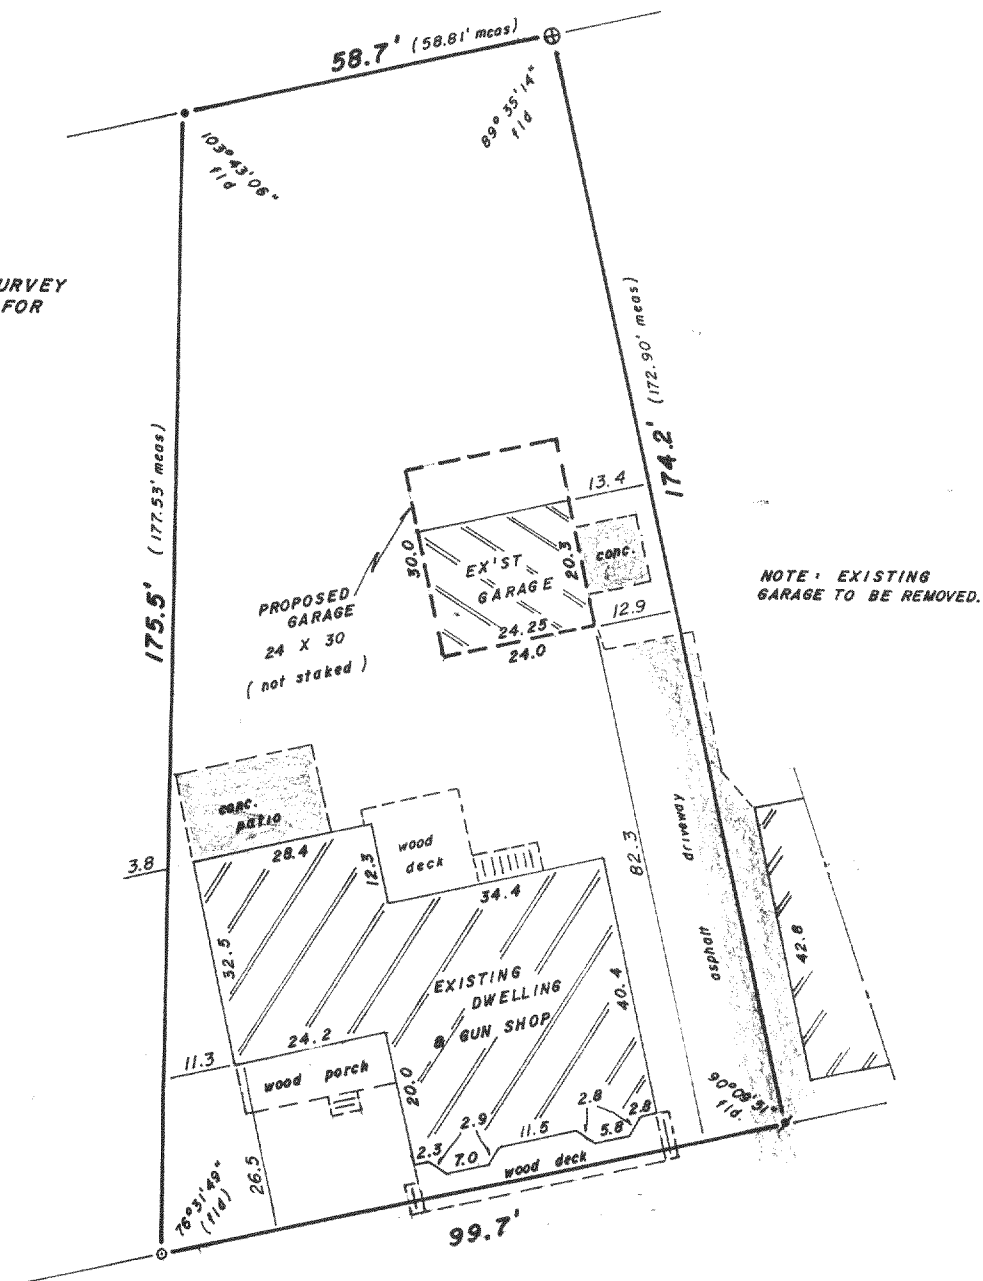 58.7' (58.81' meas)
103°43'06"
fld
89° 35'14"
fld
URVEY
FOR
175.5' (177.53' meas)
174.2' (172.90' meas)
13.4
30.0
EX'ST
GARAGE
20.3
conc.
12.9
24.25
24.0
PROPOSED
GARAGE
24 X 30
( not staked )
NOTE: EXISTING
GARAGE TO BE REMOVED.
conc.
patio
3.8
28.4
12.3
wood
deck
34.4
82.3
driveway
asphalt
42.8
32.5
EXISTING
DWELLING
& GUN SHOP
40.4
24.2
11.3
wood porch
20.0
26.5
2.3
2.9
7.0
11.5
2.8
5.8
2.8
wood deck
fld.
76°31'49"
(fld)
99.7'